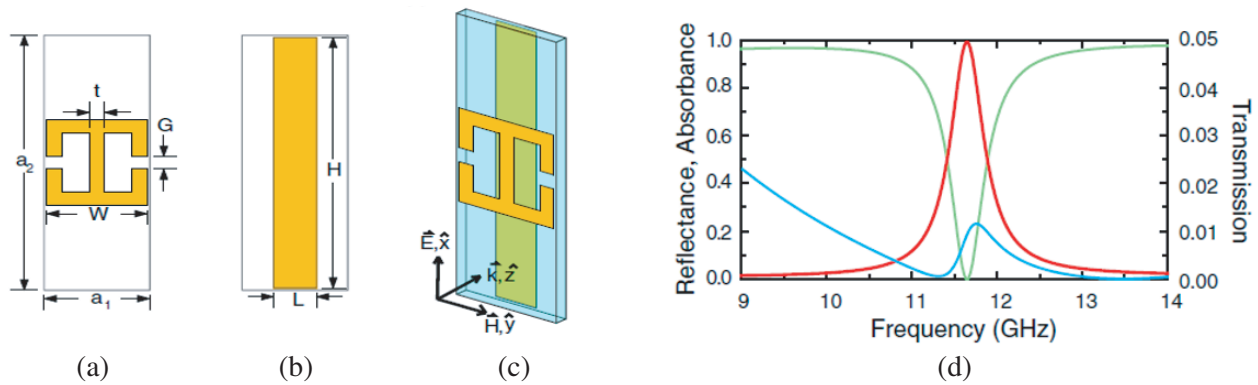 t
G
a2
W
a1
H
L
E,x̂
k,ẑ
H,ŷ
Reflectance, Absorbance
1.0
0.8
0.6
0.4
0.2
0.0
0.05
0.04
0.03
0.02
0.01
0.00
Transmission
9 10 11 12 13 14
Frequency (GHz)
(a) (b) (c) (d)